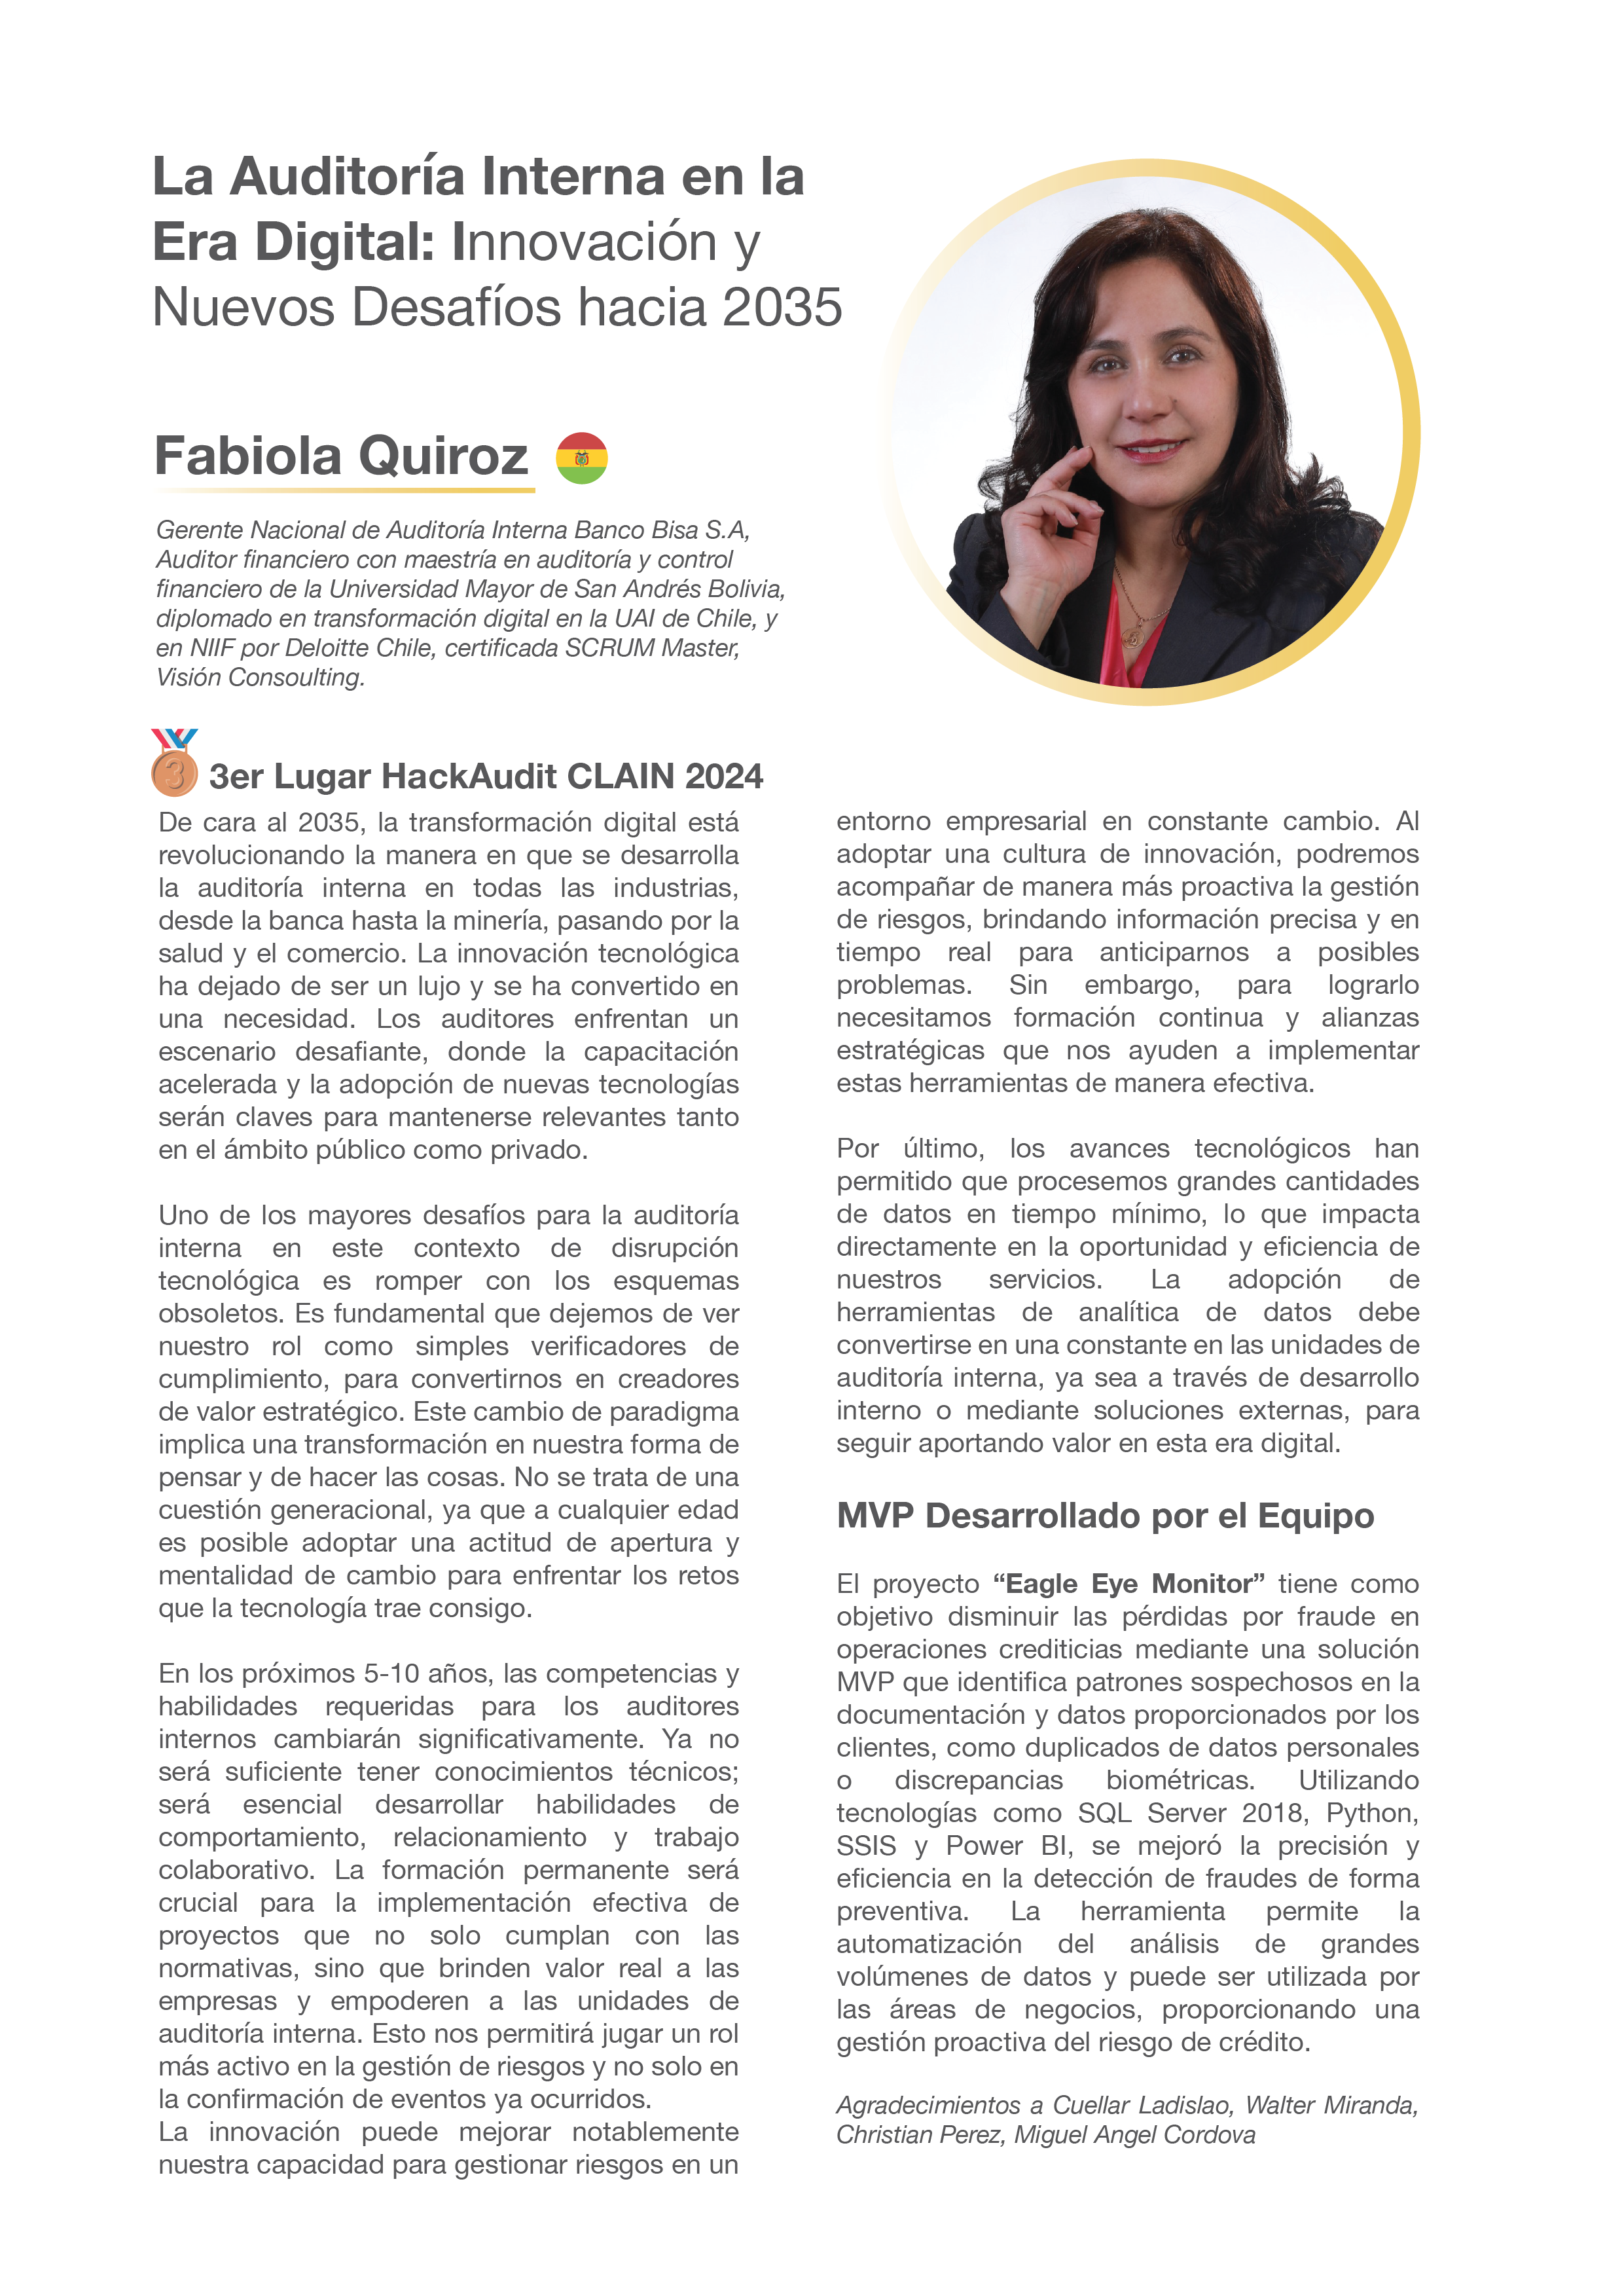 La Auditoría Interna en la
Era Digital: Innovación y
Nuevos Desafíos hacia 2035
Fabiola Quiroz
Gerente Nacional de Auditoría Interna Banco Bisa S.A,
Auditor financiero con maestría en auditoría y control
financiero de la Universidad Mayor de San Andrés Bolivia,
diplomado en transformación digital en la UAI de Chile, y
en NIIF por Deloitte Chile, certificada SCRUM Master,
Visión Consoulting.
3
3er Lugar HackAudit CLAIN 2024
De cara al 2035, la transformación digital está
revolucionando la manera en que se desarrolla
la auditoría interna en todas las industrias,
desde la banca hasta la minería, pasando por la
salud y el comercio. La innovación tecnológica
ha dejado de ser un lujo y se ha convertido en
una necesidad. Los auditores enfrentan un
escenario desafiante, donde la capacitación
acelerada y la adopción de nuevas tecnologías
serán claves para mantenerse relevantes tanto
en el ámbito público como privado.
Uno de los mayores desafíos para la auditoría
interna en este contexto de disrupción
tecnológica es romper con los esquemas
obsoletos. Es fundamental que dejemos de ver
nuestro rol como simples verificadores de
cumplimiento, para convertirnos en creadores
de valor estratégico. Este cambio de paradigma
implica una transformación en nuestra forma de
pensar y de hacer las cosas. No se trata de una
cuestión generacional, ya que a cualquier edad
es posible adoptar una actitud de apertura y
mentalidad de cambio para enfrentar los retos
que la tecnología trae consigo.
En los próximos 5-10 años, las competencias y
habilidades requeridas para los auditores
internos cambiarán significativamente. Ya no
será suficiente tener conocimientos técnicos;
será esencial desarrollar habilidades de
comportamiento, relacionamiento y trabajo
colaborativo. La formación permanente será
crucial para la implementación efectiva de
proyectos que no solo cumplan con las
normativas, sino que brinden valor real a las
empresas y empoderen a las unidades de
auditoría interna. Esto nos permitirá jugar un rol
más activo en la gestión de riesgos y no solo en
la confirmación de eventos ya ocurridos.
La innovación puede mejorar notablemente
nuestra capacidad para gestionar riesgos en un
entorno empresarial en constante cambio. Al
adoptar una cultura de innovación, podremos
acompañar de manera más proactiva la gestión
de riesgos, brindando información precisa y en
tiempo real para anticiparnos a posibles
problemas. Sin embargo, para lograrlo
necesitamos formación continua y alianzas
estratégicas que nos ayuden a implementar
estas herramientas de manera efectiva.
Por último, los avances tecnológicos han
permitido que procesemos grandes cantidades
de datos en tiempo mínimo, lo que impacta
directamente en la oportunidad y eficiencia de
nuestros servicios. La adopción de
herramientas de analítica de datos debe
convertirse en una constante en las unidades de
auditoría interna, ya sea a través de desarrollo
interno o mediante soluciones externas, para
seguir aportando valor en esta era digital.
MVP Desarrollado por el Equipo
El proyecto “Eagle Eye Monitor” tiene como
objetivo disminuir las pérdidas por fraude en
operaciones crediticias mediante una solución
MVP que identifica patrones sospechosos en la
documentación y datos proporcionados por los
clientes, como duplicados de datos personales
o discrepancias biométricas. Utilizando
tecnologías como SQL Server 2018, Python,
SSIS y Power BI, se mejoró la precisión y
eficiencia en la detección de fraudes de forma
preventiva. La herramienta permite la
automatización del análisis de grandes
volúmenes de datos y puede ser utilizada por
las áreas de negocios, proporcionando una
gestión proactiva del riesgo de crédito.
Agradecimientos a Cuellar Ladislao, Walter Miranda,
Christian Perez, Miguel Angel Cordova